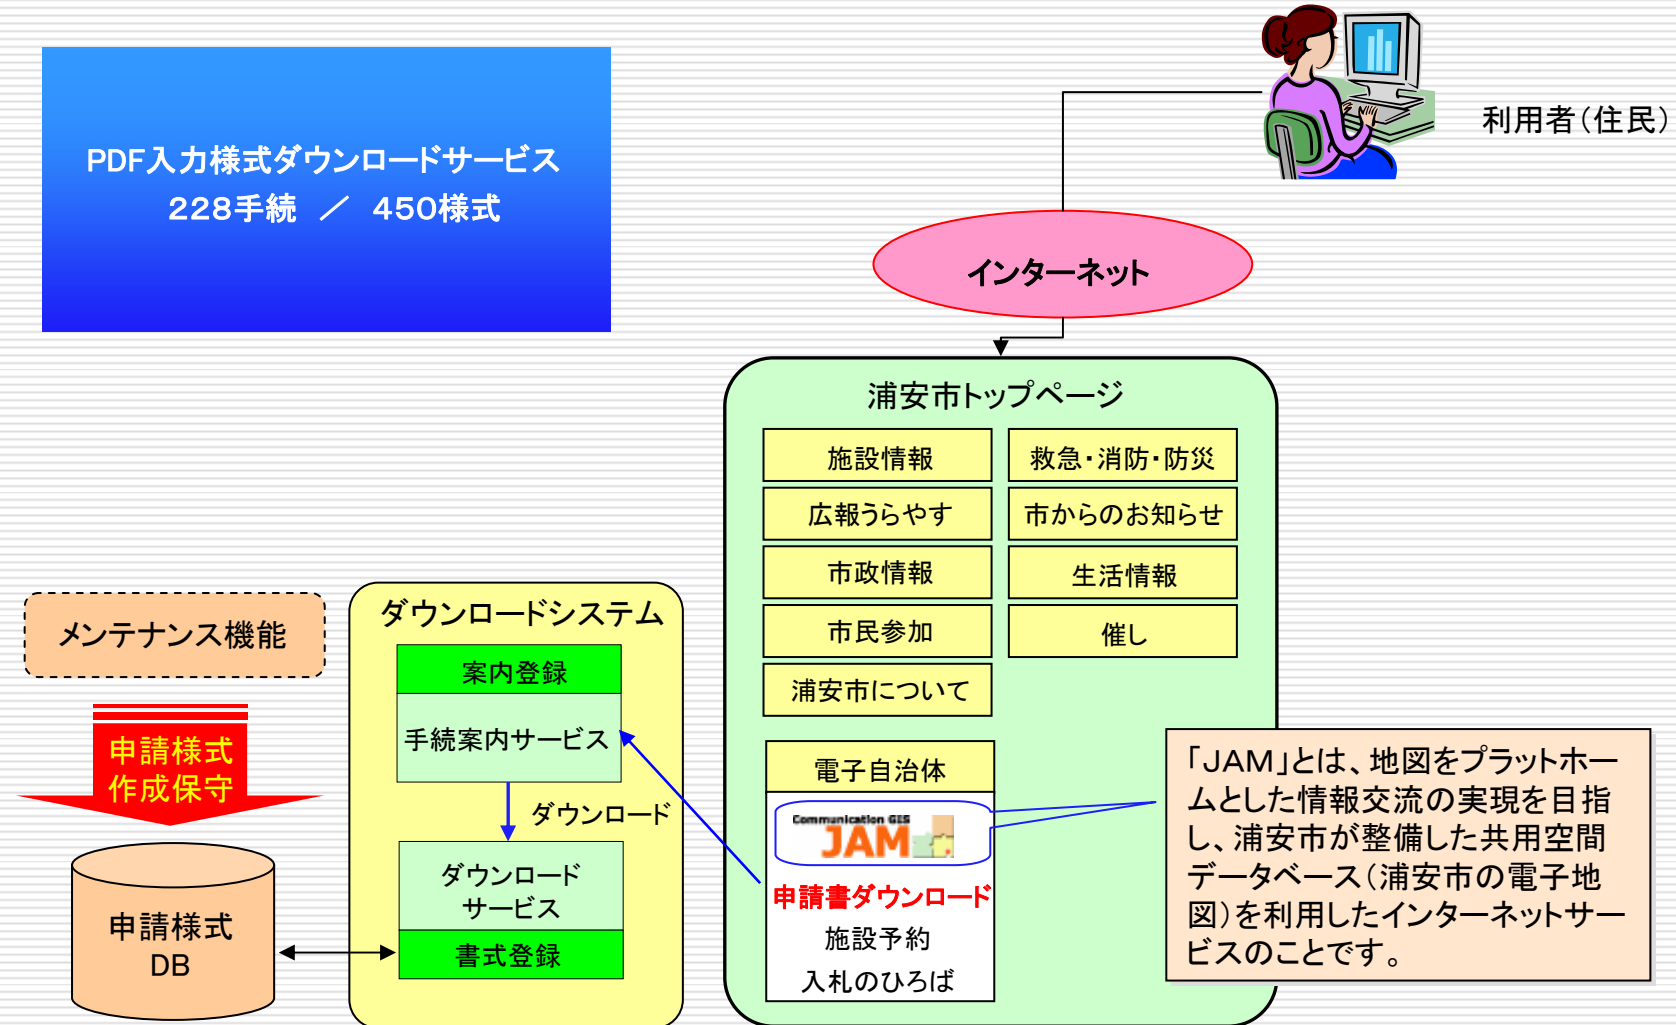 PDF入力様式ダウンロードサービス
228手続 ／ 450様式
利用者（住民）
インターネット
浦安市トップページ
施設情報
救急・消防・防災
広報うらやす
市からのお知らせ
市政情報
生活情報
市民参加
催し
浦安市について
電子自治体
Communication GIS
JAM
申請書ダウンロード
施設予約
入札のひろば
「JAM」とは、地図をプラットホー
ムとした情報交流の実現を目指
し、浦安市が整備した共用空間
データベース（浦安市の電子地
図）を利用したインターネットサー
ビスのことです。
ダウンロードシステム
案内登録
手続案内サービス
ダウンロード
ダウンロード
サービス
書式登録
メンテナンス機能
申請様式
作成保守
申請様式
DB